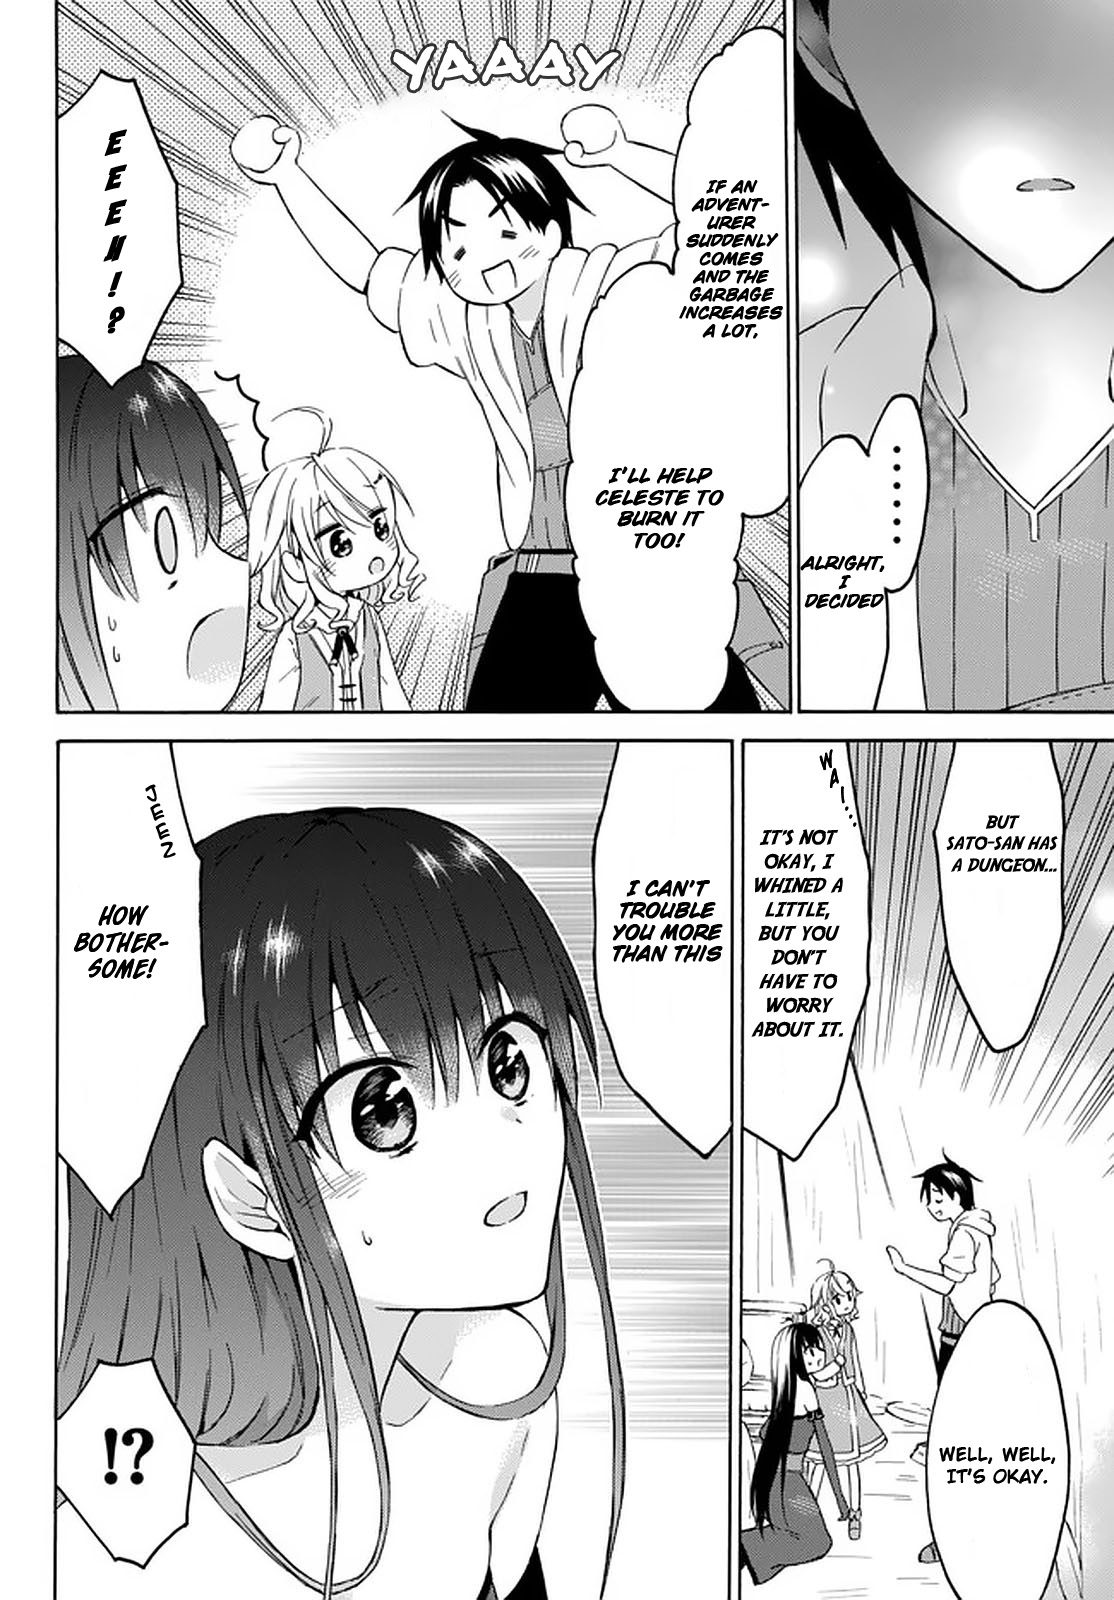 ......
ALRIGHT,
I
DECIDED
IF AN
ADVENT-
URER
SUDDENLY
COMES
AND THE
GARBAGE
INCREASES
A LOT,
I'LL HELP
CELESTE TO
BURN IT
TOO!
YAAAY
EEEH!?
BUT
SATO-SAN HAS
A DUNGEON...
WELL, WELL,
IT'S OKAY.
WAI...
IT'S NOT
OKAY, I
WHINED A
LITTLE,
BUT YOU
DON'T
HAVE TO
WORRY
ABOUT IT.
I CAN'T
TROUBLE
YOU MORE
THAN THIS
HOW
BOTHER-
SOME!
!?